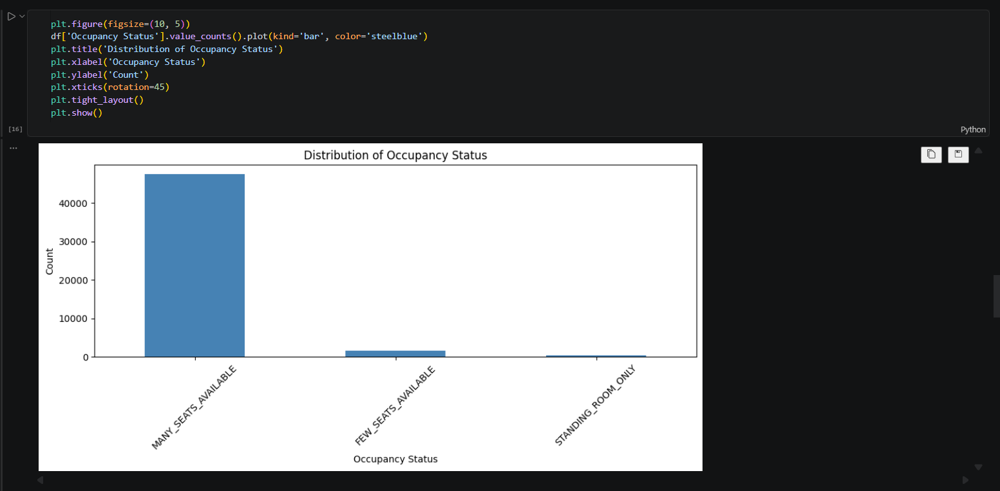 plt.figure(figsize=(10, 5))
df['Occupancy Status'].value_counts().plot(kind='bar', color='steelblue')
plt.title('Distribution of Occupancy Status')
plt.xlabel('Occupancy Status')
plt.ylabel('Count')
plt.xticks(rotation=45)
plt.tight_layout()
plt.show()
[16]
Python
...
Distribution of Occupancy Status
Count
40000
30000
20000
10000
0
MANY_SEATS_AVAILABLE
FEW_SEATS_AVAILABLE
STANDING_ROOM_ONLY
Occupancy Status